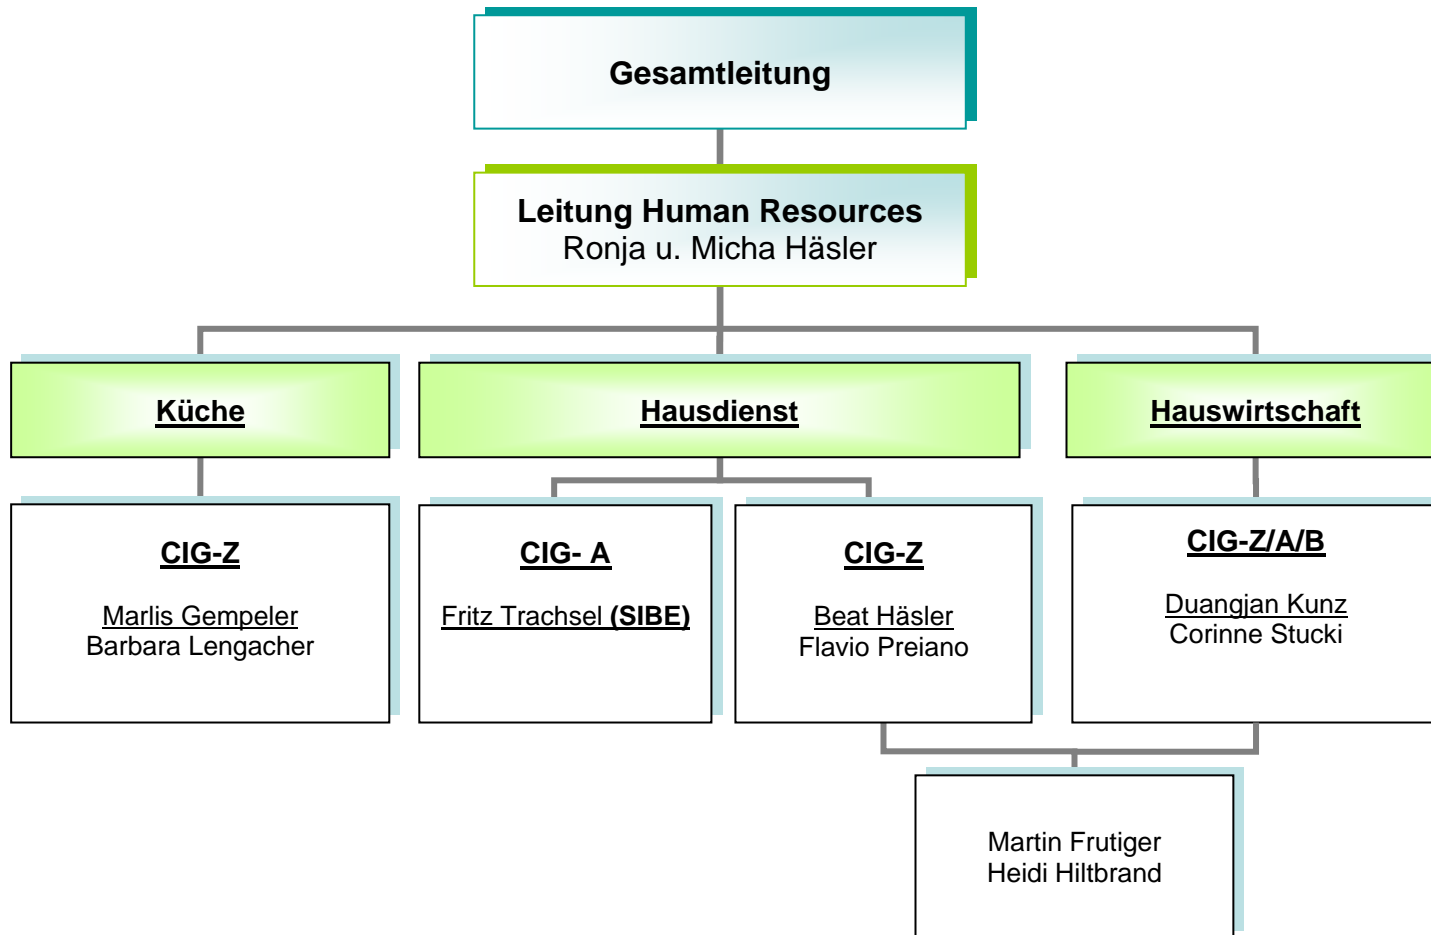 Gesamtleitung
Leitung Human Resources
Ronja u. Micha Häsler
Küche
Hausdienst
Hauswirtschaft
CIG-Z
Marlis Gempeler
Barbara Lengacher
CIG- A
Fritz Trachsel (SIBE)
CIG-Z
Beat Häsler
Flavio Preiano
CIG-Z/A/B
Duangjan Kunz
Corinne Stucki
Martin Frutiger
Heidi Hiltbrand